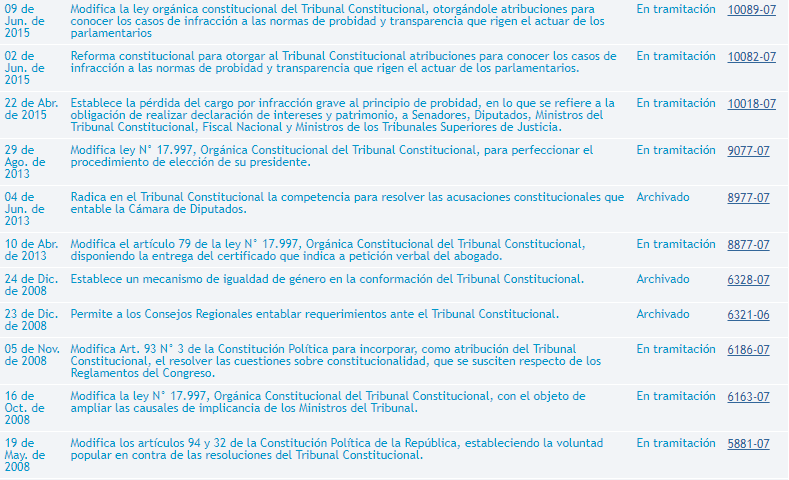 09 de Jun. de 2015 Modifica la ley orgánica constitucional del Tribunal Constitucional, otorgándole atribuciones para En tramitación 10089-07
conocer los casos de infracción a las normas de probidad y transparencia que rigen el actuar de los
parlamentarios
02 de Jun. de 2015 Reforma constitucional para otorgar al Tribunal Constitucional atribuciones para conocer los casos de En tramitación 10082-07
infracción a las normas de probidad y transparencia que rigen el actuar de los parlamentarios.
22 de Abr. de 2015 Establece la pérdida del cargo por infracción grave al principio de probidad, en lo que se refiere a la En tramitación 10018-07
obligación de realizar declaración de intereses y patrimonio, a Senadores, Diputados, Ministros del
Tribunal Constitucional, Fiscal Nacional y Ministros de los Tribunales Superiores de Justicia.
29 de Ago. de 2013 Modifica ley N° 17.997, Orgánica Constitucional del Tribunal Constitucional, para perfeccionar el En tramitación 9077-07
procedimiento de elección de su presidente.
04 de Jun. de 2013 Radica en el Tribunal Constitucional la competencia para resolver las acusaciones constitucionales que Archivado 8977-07
entable la Cámara de Diputados.
10 de Abr. de 2013 Modifica el artículo 79 de la ley N° 17.997, Orgánica Constitucional del Tribunal Constitucional, En tramitación 8877-07
disponiendo la entrega del certificado que indica a petición verbal del abogado.
24 de Dic. de 2008 Establece un mecanismo de igualdad de género en la conformación del Tribunal Constitucional. Archivado 6328-07
23 de Dic. de 2008 Permite a los Consejos Regionales entablar requerimientos ante el Tribunal Constitucional. Archivado 6321-06
05 de Nov. de 2008 Modifica Art. 93 N° 3 de la Constitución Política para incorporar, como atribución del Tribunal En tramitación 6186-07
Constitucional, el resolver las cuestiones sobre constitucionalidad, que se susciten respecto de los
Reglamentos del Congreso.
16 de Oct. de 2008 Modifica la ley N° 17.997, Orgánica Constitucional del Tribunal Constitucional, con el objeto de En tramitación 6163-07
ampliar las causales de implicancia de los Ministros del Tribunal.
19 de May. de 2008 Modifica los artículos 94 y 32 de la Constitución Política de la República, estableciendo la voluntad En tramitación 5881-07
popular en contra de las resoluciones del Tribunal Constitucional.